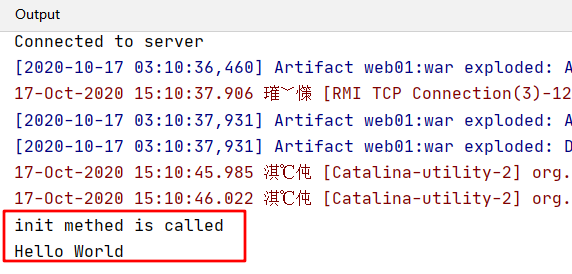 Output
Connected to server
[2020-10-17 03:10:36,460] Artifact web01:war exploded: A
17-Oct-2020 15:10:37.906 [RMI TCP Connection(3)-12
[2020-10-17 03:10:37,931] Artifact web01:war exploded: A
[2020-10-17 03:10:37,931] Artifact web01:war exploded: D
17-Oct-2020 15:10:45.985 淇℃伅 [Catalina-utility-2] org.
17-Oct-2020 15:10:46.022 淇℃伅 [Catalina-utility-2] org.
init methed is called
Hello World